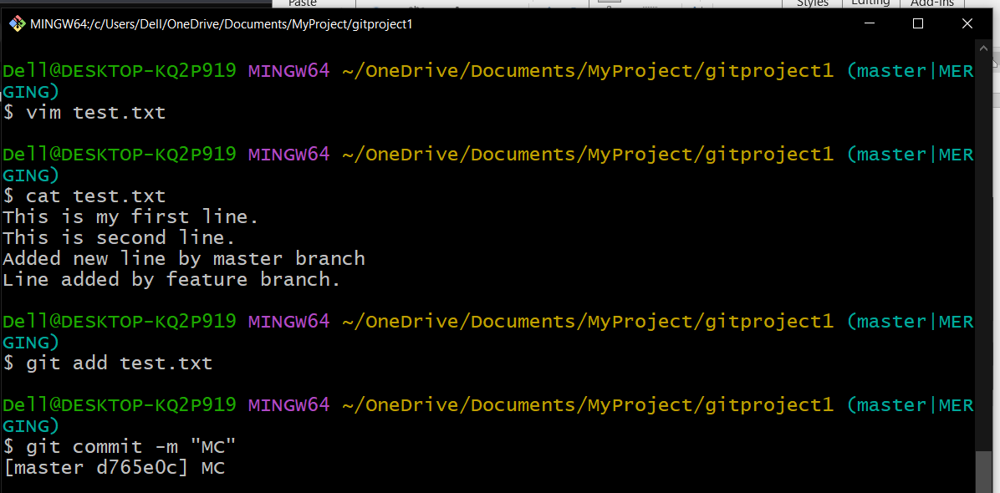 Paste
Styles
Editing
Add-ins
MINGW64:/c/Users/Dell/OneDrive/Documents/MyProject/gitproject1
Dell@DESKTOP-KQ2P919 MINGW64 ~/OneDrive/Documents/MyProject/gitproject1 (master|MER
GING)
$ vim test.txt
Dell@DESKTOP-KQ2P919 MINGW64 ~/OneDrive/Documents/MyProject/gitproject1 (master|MER
GING)
$ cat test.txt
This is my first line.
This is second line.
Added new line by master branch
Line added by feature branch.
Dell@DESKTOP-KQ2P919 MINGW64 ~/OneDrive/Documents/MyProject/gitproject1 (master|MER
GING)
$ git add test.txt
Dell@DESKTOP-KQ2P919 MINGW64 ~/OneDrive/Documents/MyProject/gitproject1 (master|MER
GING)
$ git commit -m "MC"
[master d765e0c] MC